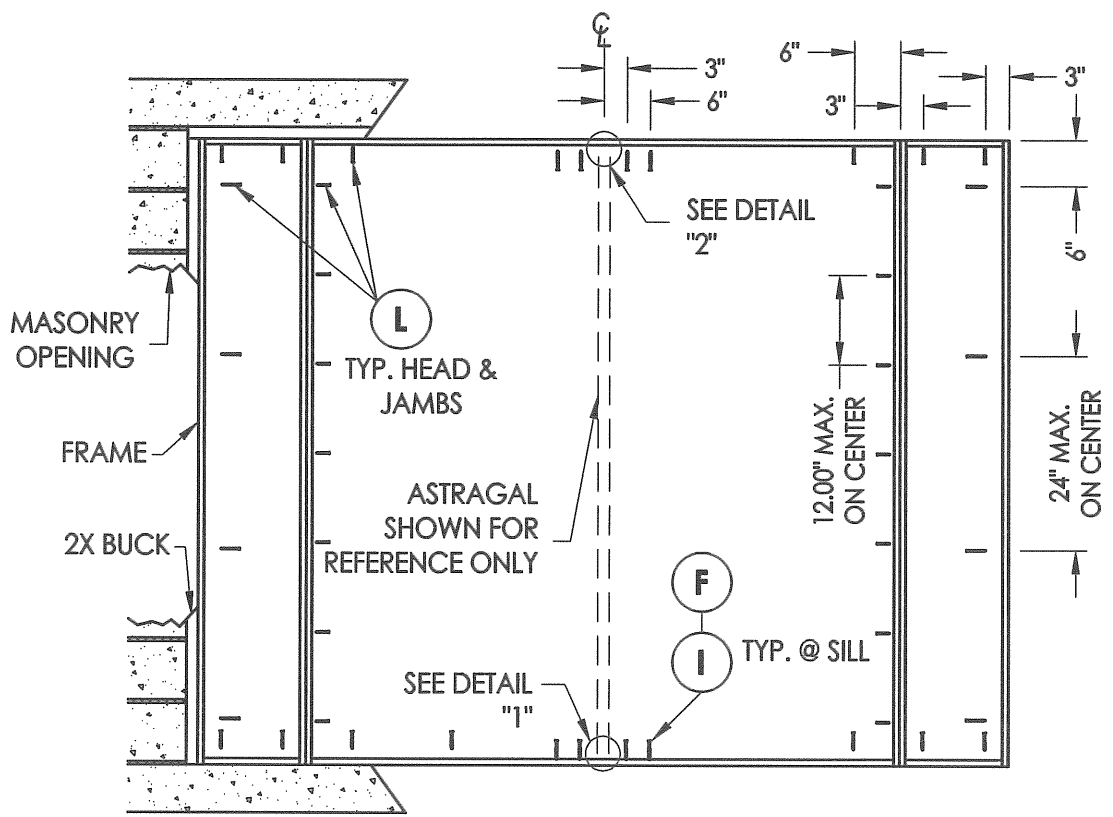 ℄
3"
6"
6"
3"
3"
SEE DETAIL
"2"
6"
MASONRY
OPENING
L
TYP. HEAD &
JAMBS
FRAME
12.00" MAX.
ON CENTER
24" MAX.
ON CENTER
ASTRAGAL
SHOWN FOR
REFERENCE ONLY
2X BUCK
F
I
TYP. @ SILL
SEE DETAIL
"1"